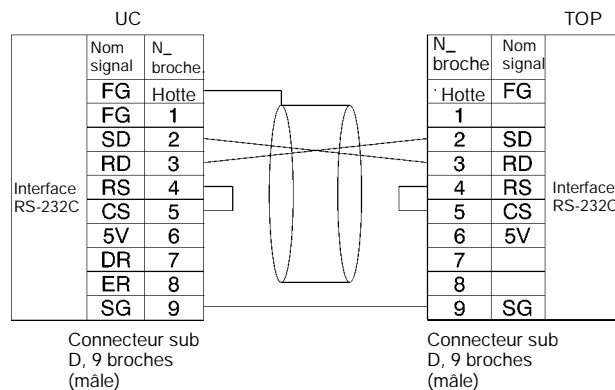 UC
TOP
Nom signal N_ broche
FG Hotte
FG 1
SD 2
RD 3
RS 4
CS 5
5V 6
DR 7
ER 8
SG 9
Interface
RS-232C
Connecteur sub
D, 9 broches
(mâle)
N_ broche Nom signal
Hotte FG
1
2 SD
3 RD
4 RS
5 CS
6 5V
7
8
9 SG
Interface
RS-232C
Connecteur sub
D, 9 broches
(mâle)